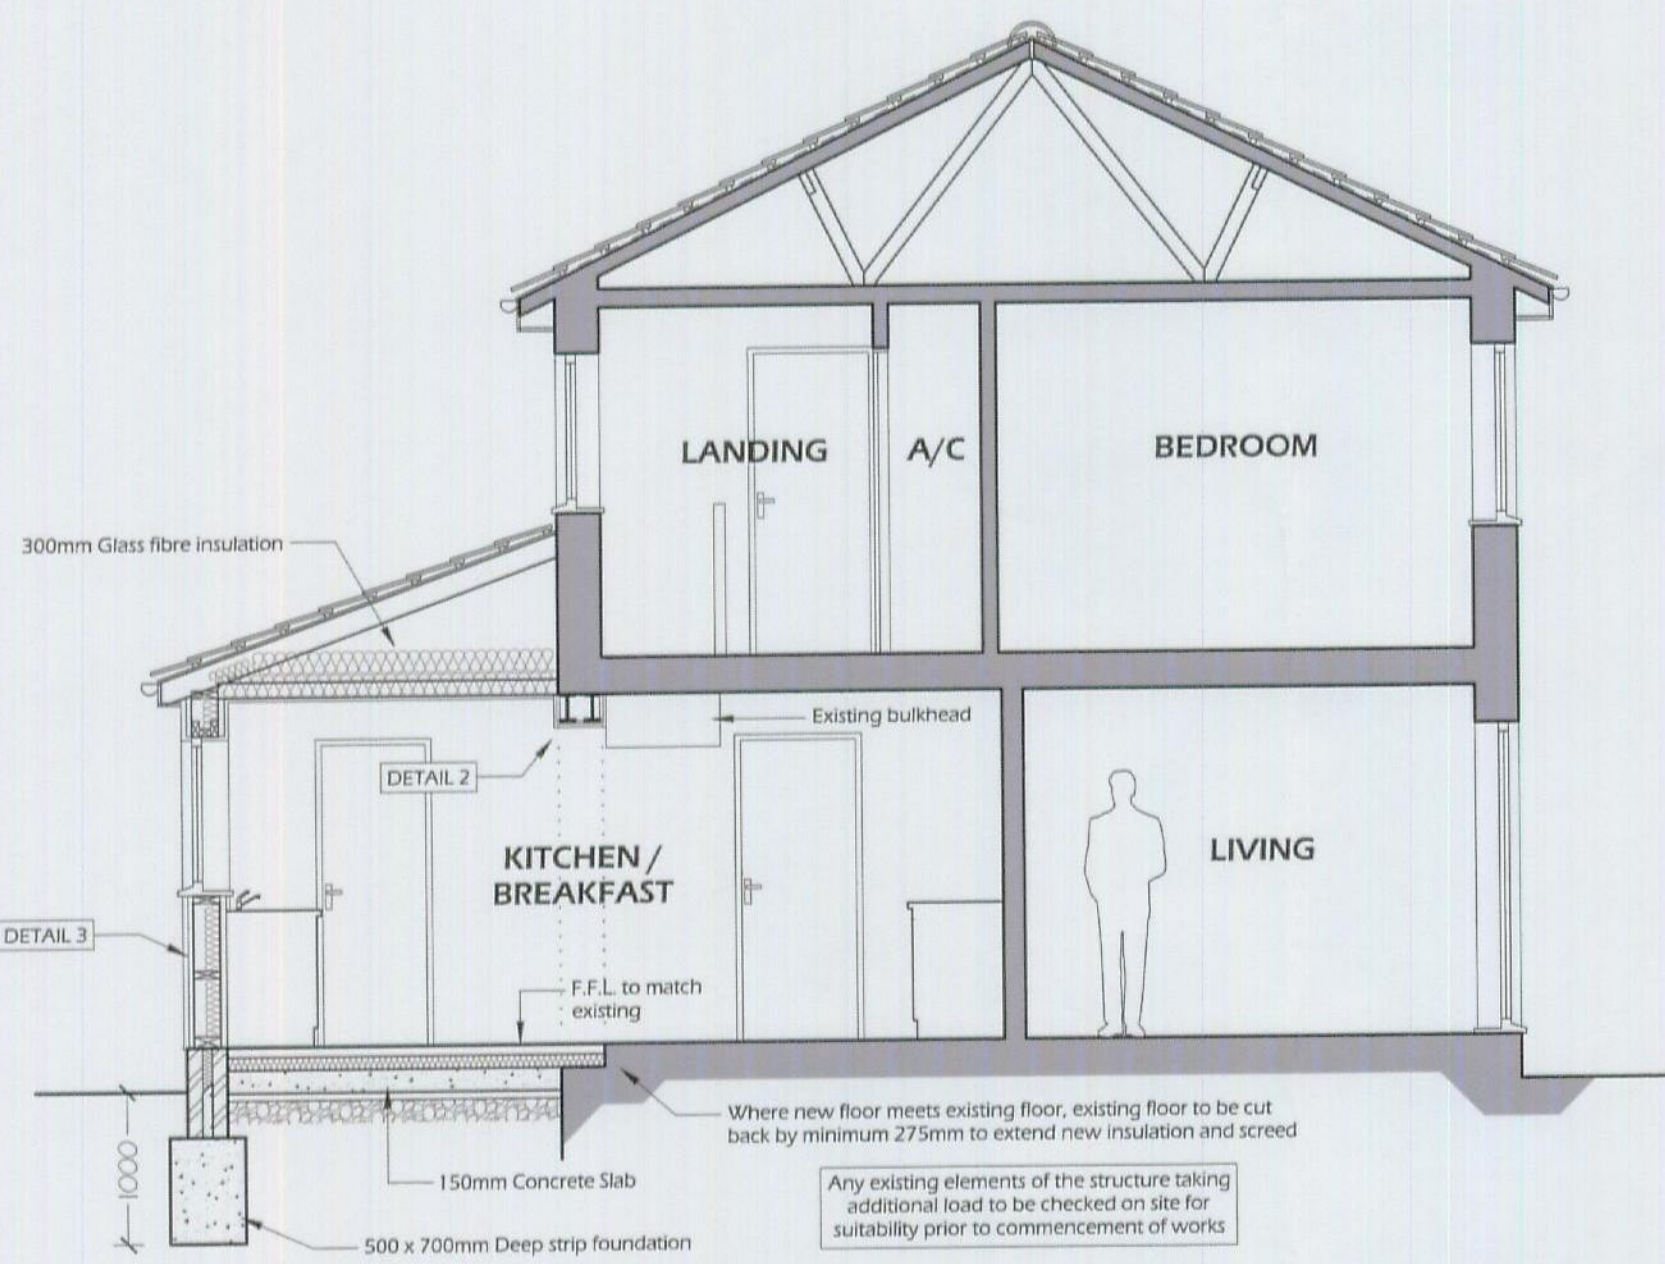 LANDING
A/C
BEDROOM
300mm Glass fibre insulation
Existing bulkhead
DETAIL 2
KITCHEN /
BREAKFAST
LIVING
DETAIL 3
F.F.L. to match
existing
Where new floor meets existing floor, existing floor to be cut
back by minimum 275mm to extend new insulation and screed
1000
150mm Concrete Slab
Any existing elements of the structure taking
additional load to be checked on site for
suitability prior to commencement of works
500 x 700mm Deep strip foundation